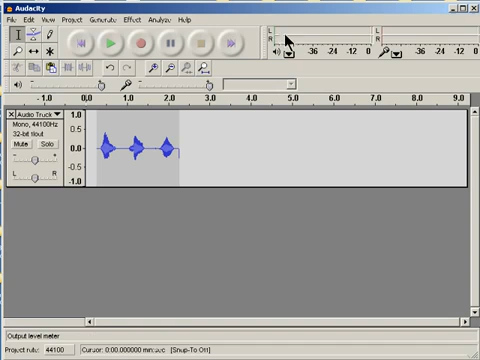 Audacity
File Edit View Project Generate Effect Analyze Help
L
R
-36 -24 -12 0
L
R
-36 -24 -12 0
-1.0 0.0 1.0 2.0 3.0 4.0 5.0 6.0 7.0 8.0 9.0
Audio Track
Mono, 44100Hz
32-bit float
Mute Solo
- +
L R
1.0
0.5
0.0
-0.5
-1.0
Output level meter
Project rate: 44100 Cursor: 0:00.000000 min:sec [Snap-To Off]